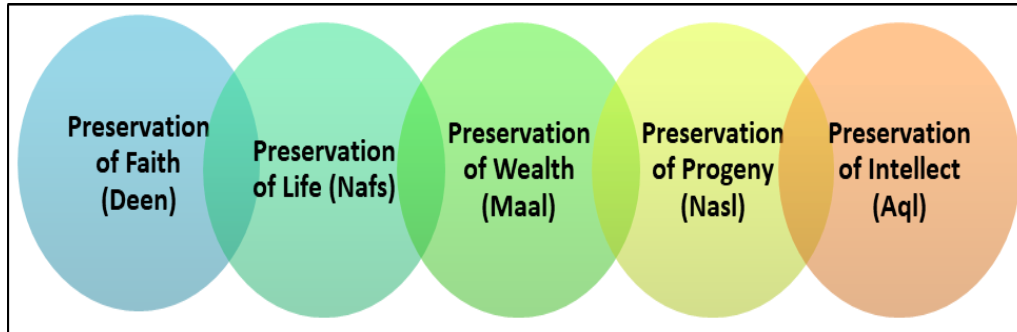 Preservation
of Faith
(Deen)
Preservation
of Life (Nafs)
Preservation
of Wealth
(Maal)
Preservation
of Progeny
(Nasl)
Preservation
of Intellect
(Aql)